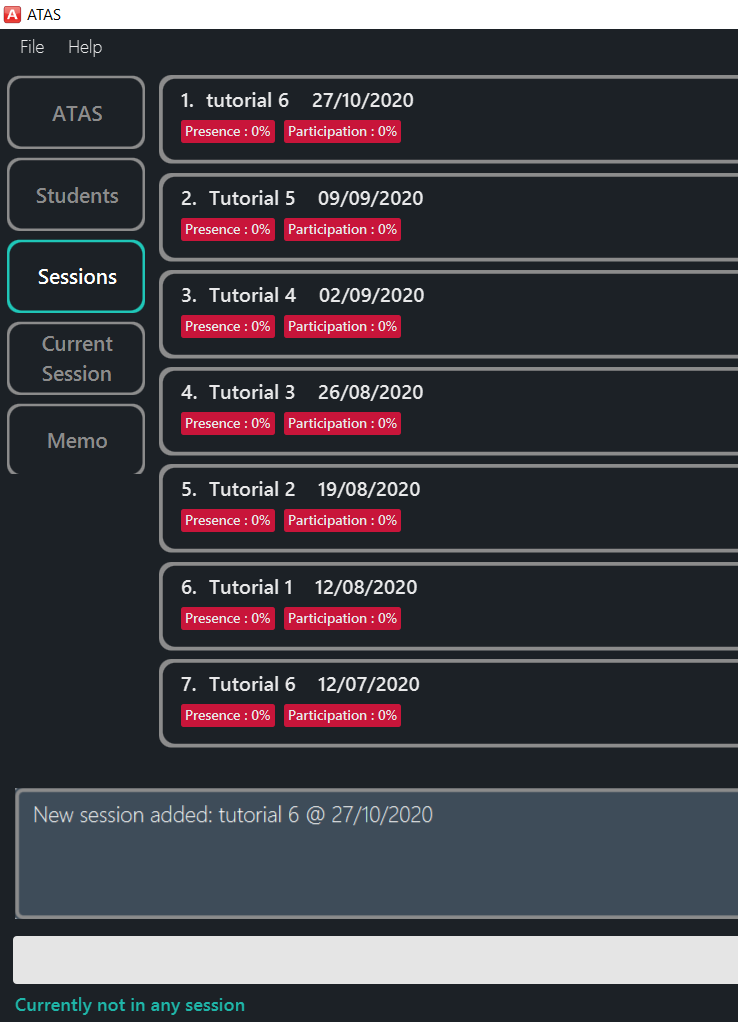 A ATAS
File Help
ATAS
Students
Sessions
Current
Session
Memo
1. tutorial 6 27/10/2020
Presence : 0% Participation : 0%
2. Tutorial 5 09/09/2020
Presence : 0% Participation : 0%
3. Tutorial 4 02/09/2020
Presence : 0% Participation : 0%
4. Tutorial 3 26/08/2020
Presence : 0% Participation : 0%
5. Tutorial 2 19/08/2020
Presence : 0% Participation : 0%
6. Tutorial 1 12/08/2020
Presence : 0% Participation : 0%
7. Tutorial 6 12/07/2020
Presence : 0% Participation : 0%
New session added: tutorial 6 @ 27/10/2020
Currently not in any session